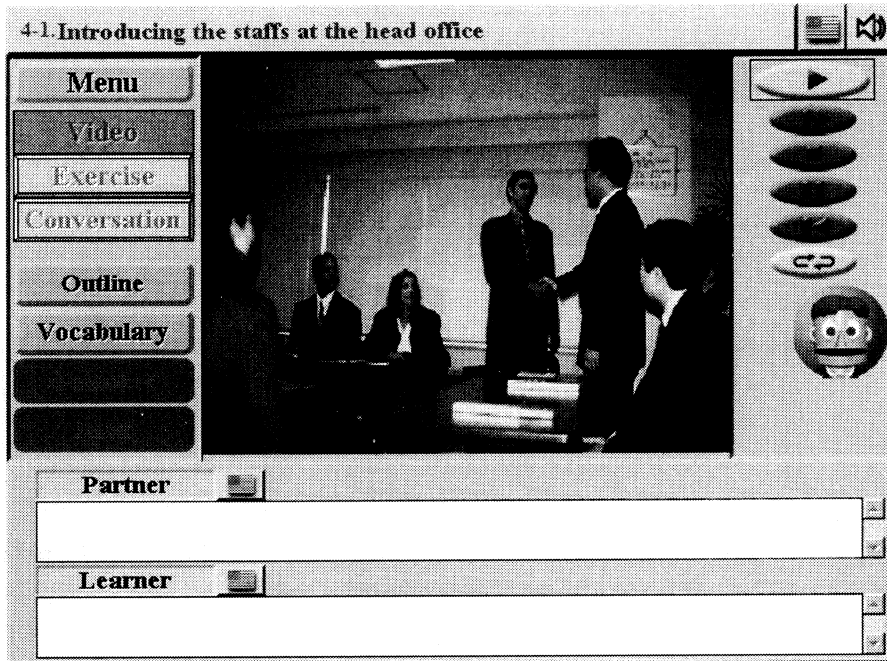 4-1.Introducing the staffs at the head office
Menu
Video
Exercise
Conversation
Outline
Vocabulary
Partner
Learner